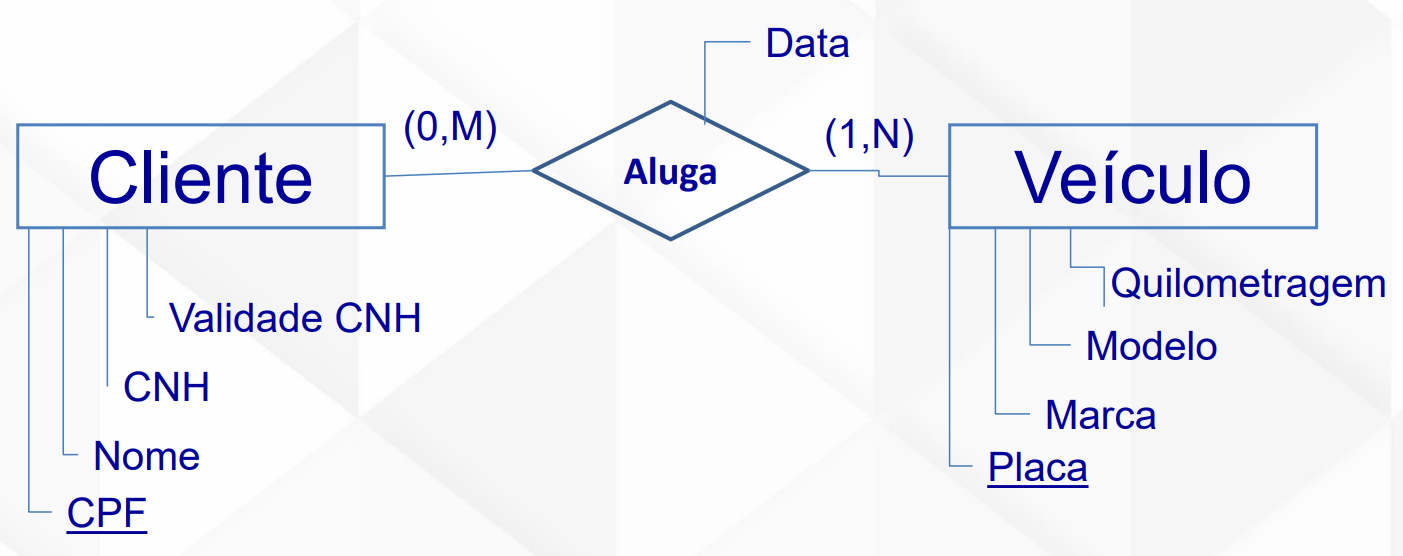 Data
(0,M)
(1,N)
Cliente
Aluga
Veículo
Validade CNH
CNH
Nome
CPF
Quilometragem
Modelo
Marca
Placa